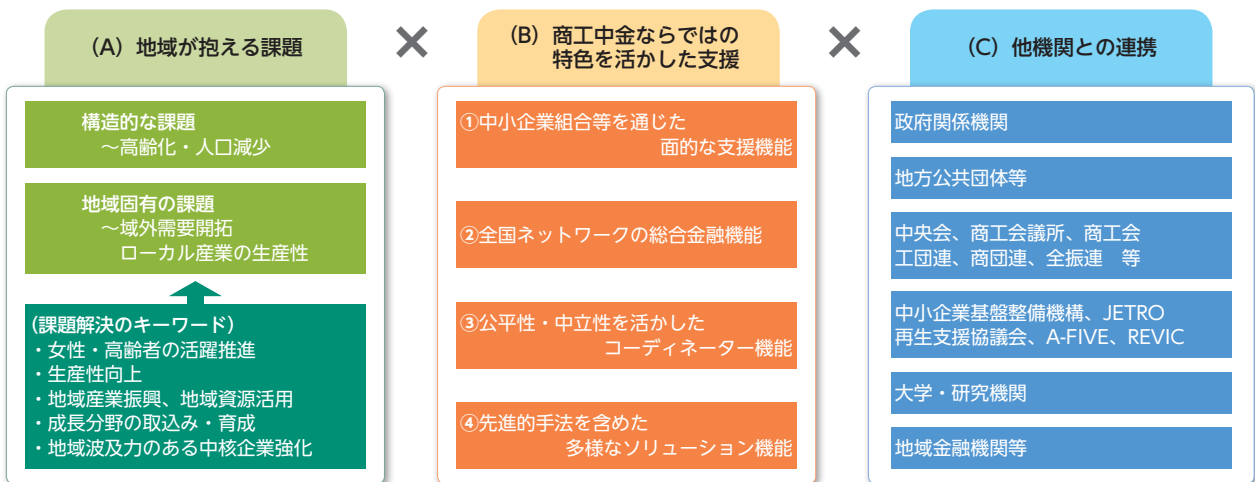 (A) 地域が抱える課題
構造的な課題
～高齢化・人口減少
地域固有の課題
～域外需要開拓
ローカル産業の生産性
(課題解決のキーワード)
・女性・高齢者の活躍推進
・生産性向上
・地域産業振興、地域資源活用
・成長分野の取込み・育成
・地域波及力のある中核企業強化
×
(B) 商工中金ならではの
特色を活かした支援
①中小企業組合等を通じた
面的な支援機能
②全国ネットワークの総合金融機能
③公平性・中立性を活かした
コーディネーター機能
④先進的手法を含めた
多様なソリューション機能
×
(C) 他機関との連携
政府関係機関
地方公共団体等
中央会、商工会議所、商工会
工団連、商団連、全振連　等
中小企業基盤整備機構、JETRO
再生支援協議会、A-FIVE、REVIC
大学・研究機関
地域金融機関等